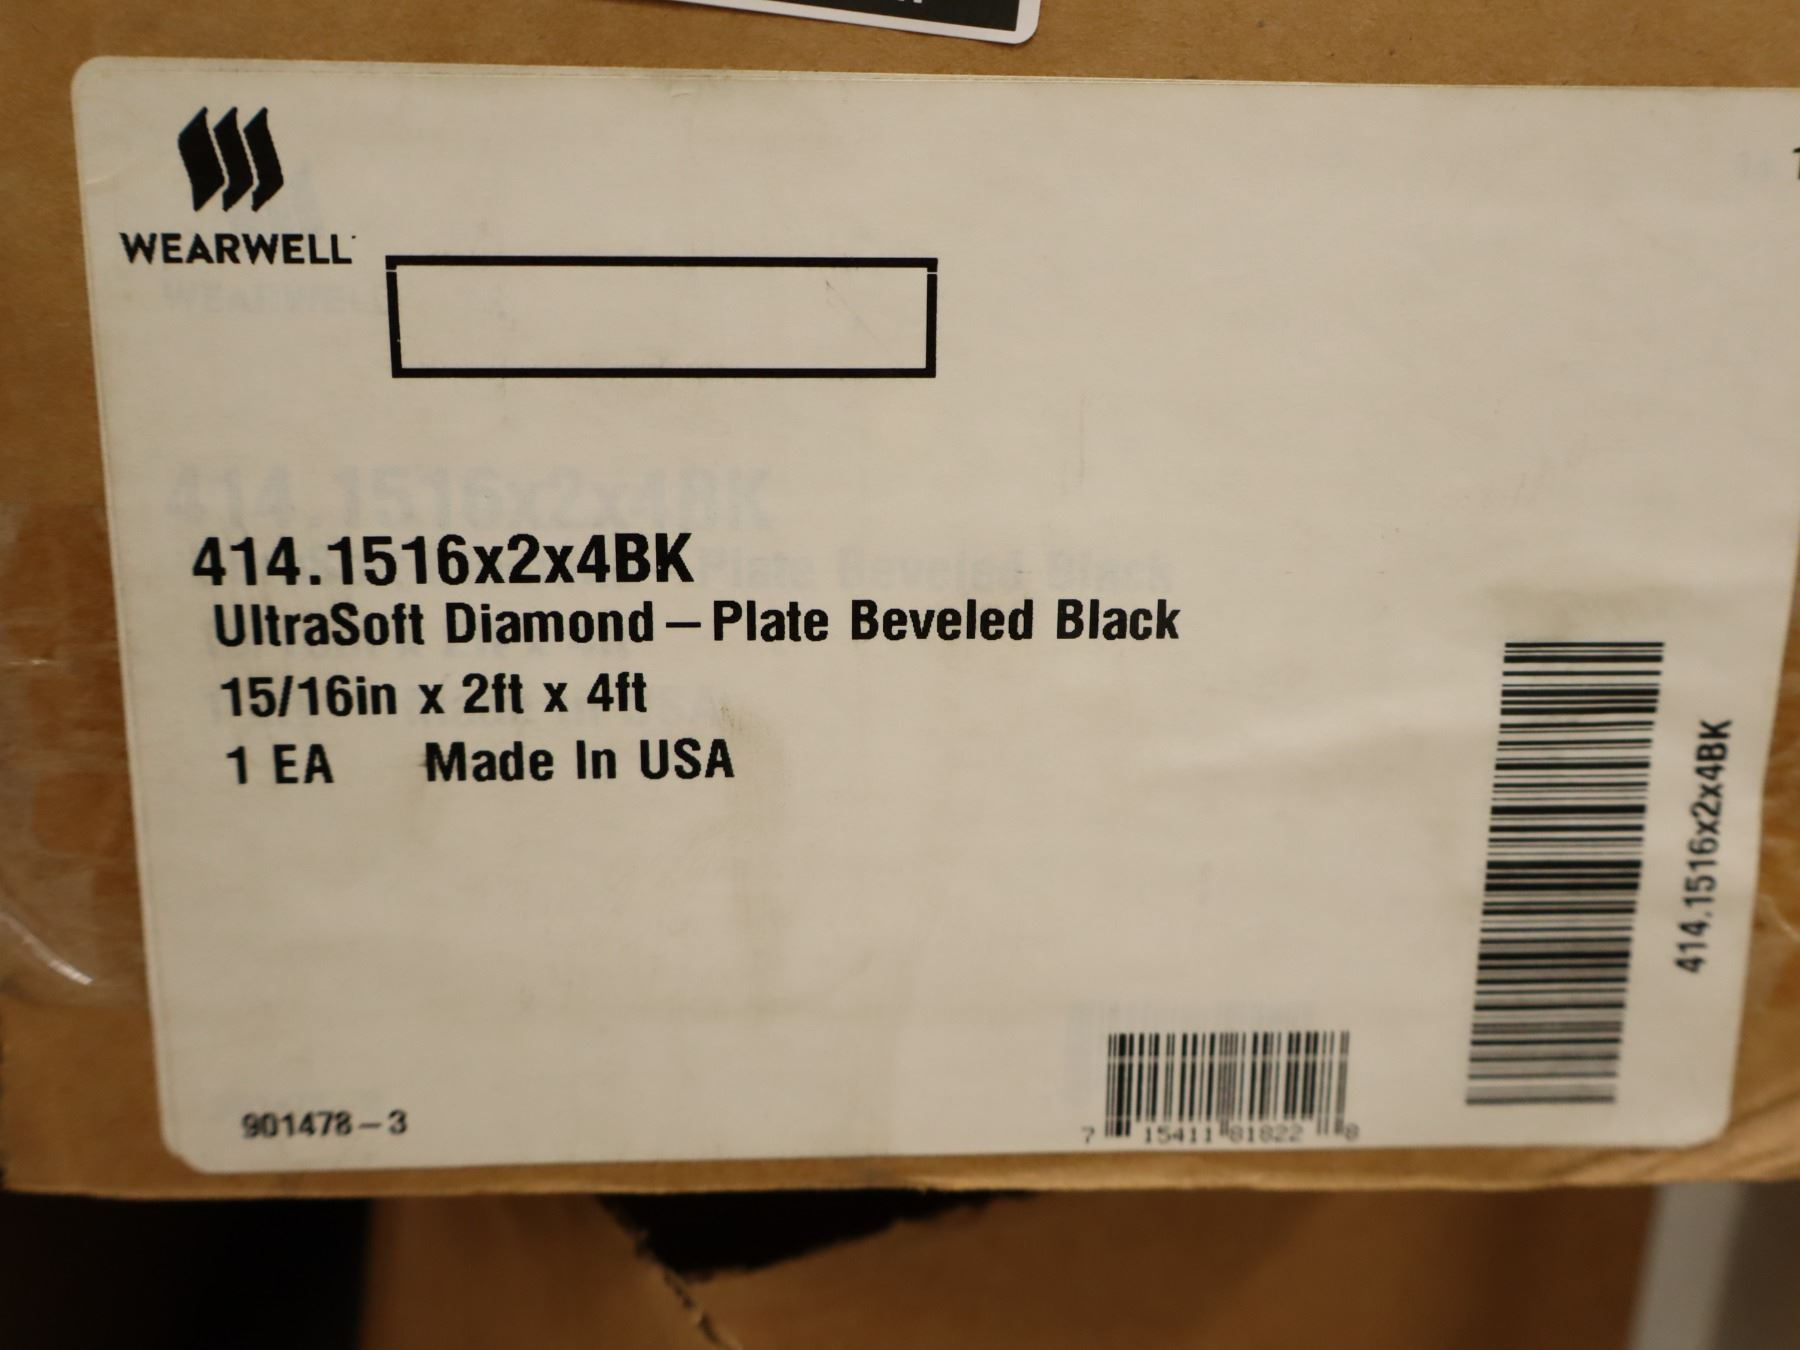 WEARWELL
414.1516x2x4BK
UltraSoft Diamond–Plate Beveled Black
15/16in x 2ft x 4ft
1 EA Made In USA
414.1516x2x4BK
901478–3
7 15411 81822 8